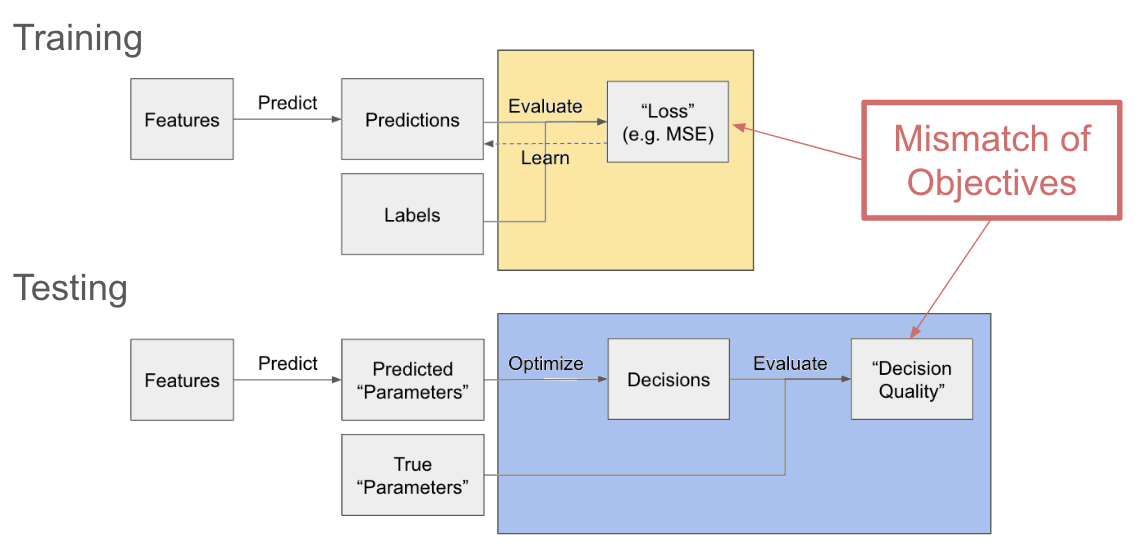 Training
Features
Predict
Predictions
Evaluate
“Loss”
(e.g. MSE)
Learn
Labels
Mismatch of
Objectives
Testing
Features
Predict
Predicted
“Parameters”
Optimize
Decisions
Evaluate
“Decision
Quality”
True
“Parameters”